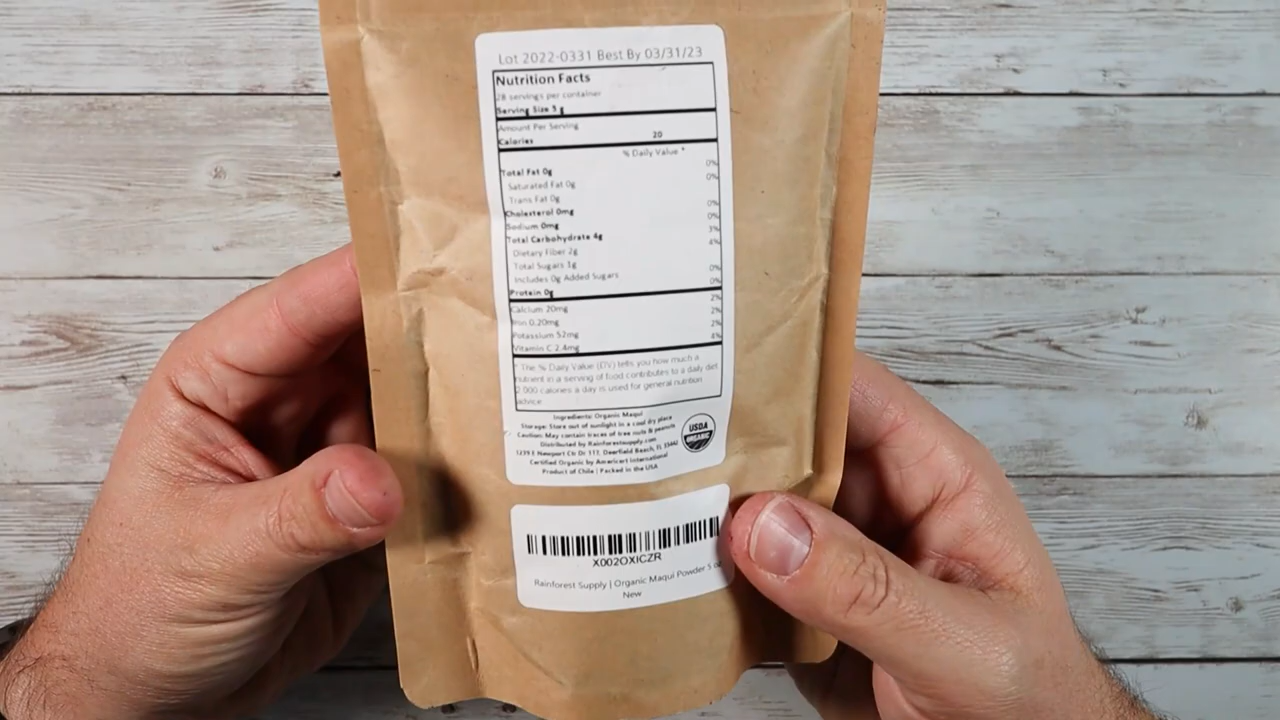 Lot 2022-0331 Best By 03/31/23
Nutrition Facts
28 servings per container
Serving Size 5 g
Amount Per Serving
Calories 20
% Daily Value *
Total Fat 0g 0%
Saturated Fat 0g 0%
Trans Fat 0g
Cholesterol 0mg 0%
Sodium 0mg 0%
Total Carbohydrate 4g 3%
Dietary Fiber 2g 4%
Total Sugars 1g
Includes 0g Added Sugars 0%
Protein 0g 0%
Calcium 20mg 2%
Iron 0.20mg 2%
Potassium 52mg 2%
Vitamin C 2.4mg 4%
* The % Daily Value (DV) tells you how much a
nutrient in a serving of food contributes to a daily diet.
2,000 calories a day is used for general nutrition
advice.
Ingredients: Organic Maqui
Storage: Store out of sunlight in a cool dry place
Caution: May contain traces of tree nuts & peanuts
Distributed by Rainforestsupply.com
1239 E Newport Ctr Dr 117, Deerfield Beach, FL 33442
Certified Organic by Americert International
Product of Chile | Packed in the USA
USDA
ORGANIC
X002OXICZR
Rainforest Supply | Organic Maqui Powder 5 oz
New